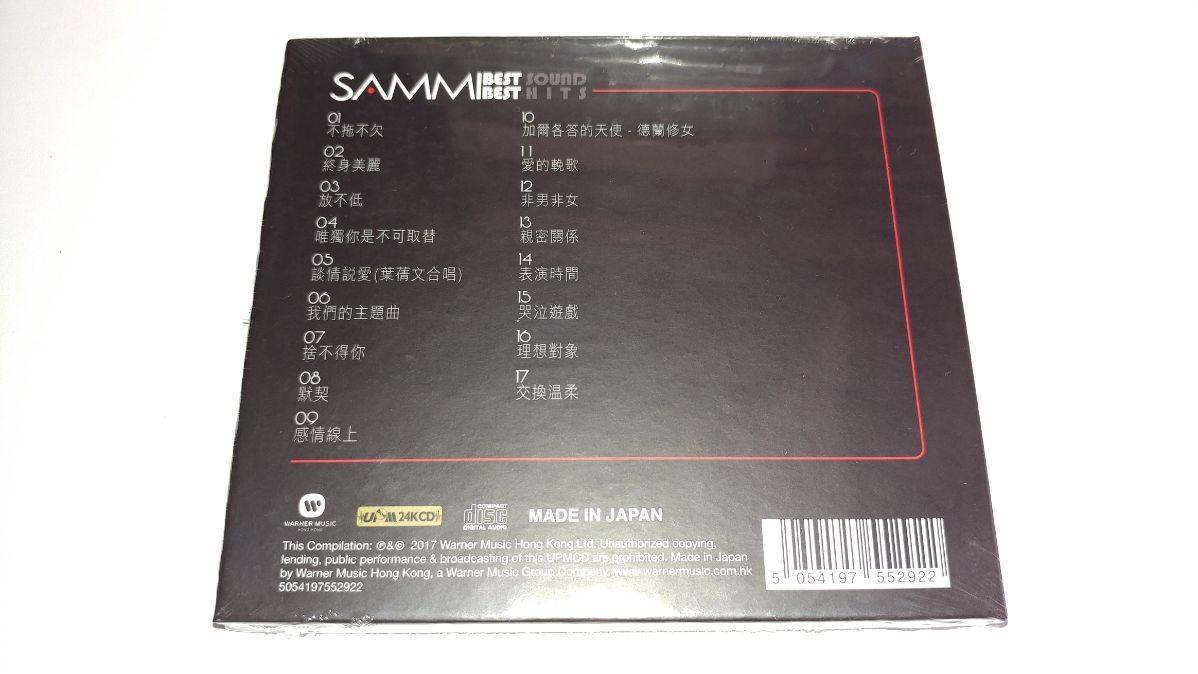 SAMMI BEST SOUND
BEST HITS
01
不拖不欠
02
終身美麗
03
放不低
04
唯獨你是不可取替
05
談情説愛(葉蒨文合唱)
06
我們的主題曲
07
捨不得你
08
默契
09
感情線上
10
加爾各答的天使 - 德蘭修女
11
愛的輓歌
12
非男非女
13
親密關係
14
表演時間
15
哭泣遊戲
16
理想對象
17
交換温柔
WARNER MUSIC
HONG KONG
UPM 24K CD
COMPACT
disc
DIGITAL AUDIO
MADE IN JAPAN
This Compilation: ℗&© 2017 Warner Music Hong Kong Ltd. Unauthorized copying,
lending, public performance & broadcasting of this UPMCD are prohibited. Made in Japan
by Warner Music Hong Kong, a Warner Music Group Company. www.warnermusic.com.hk
5054197552922
5 054197 552922